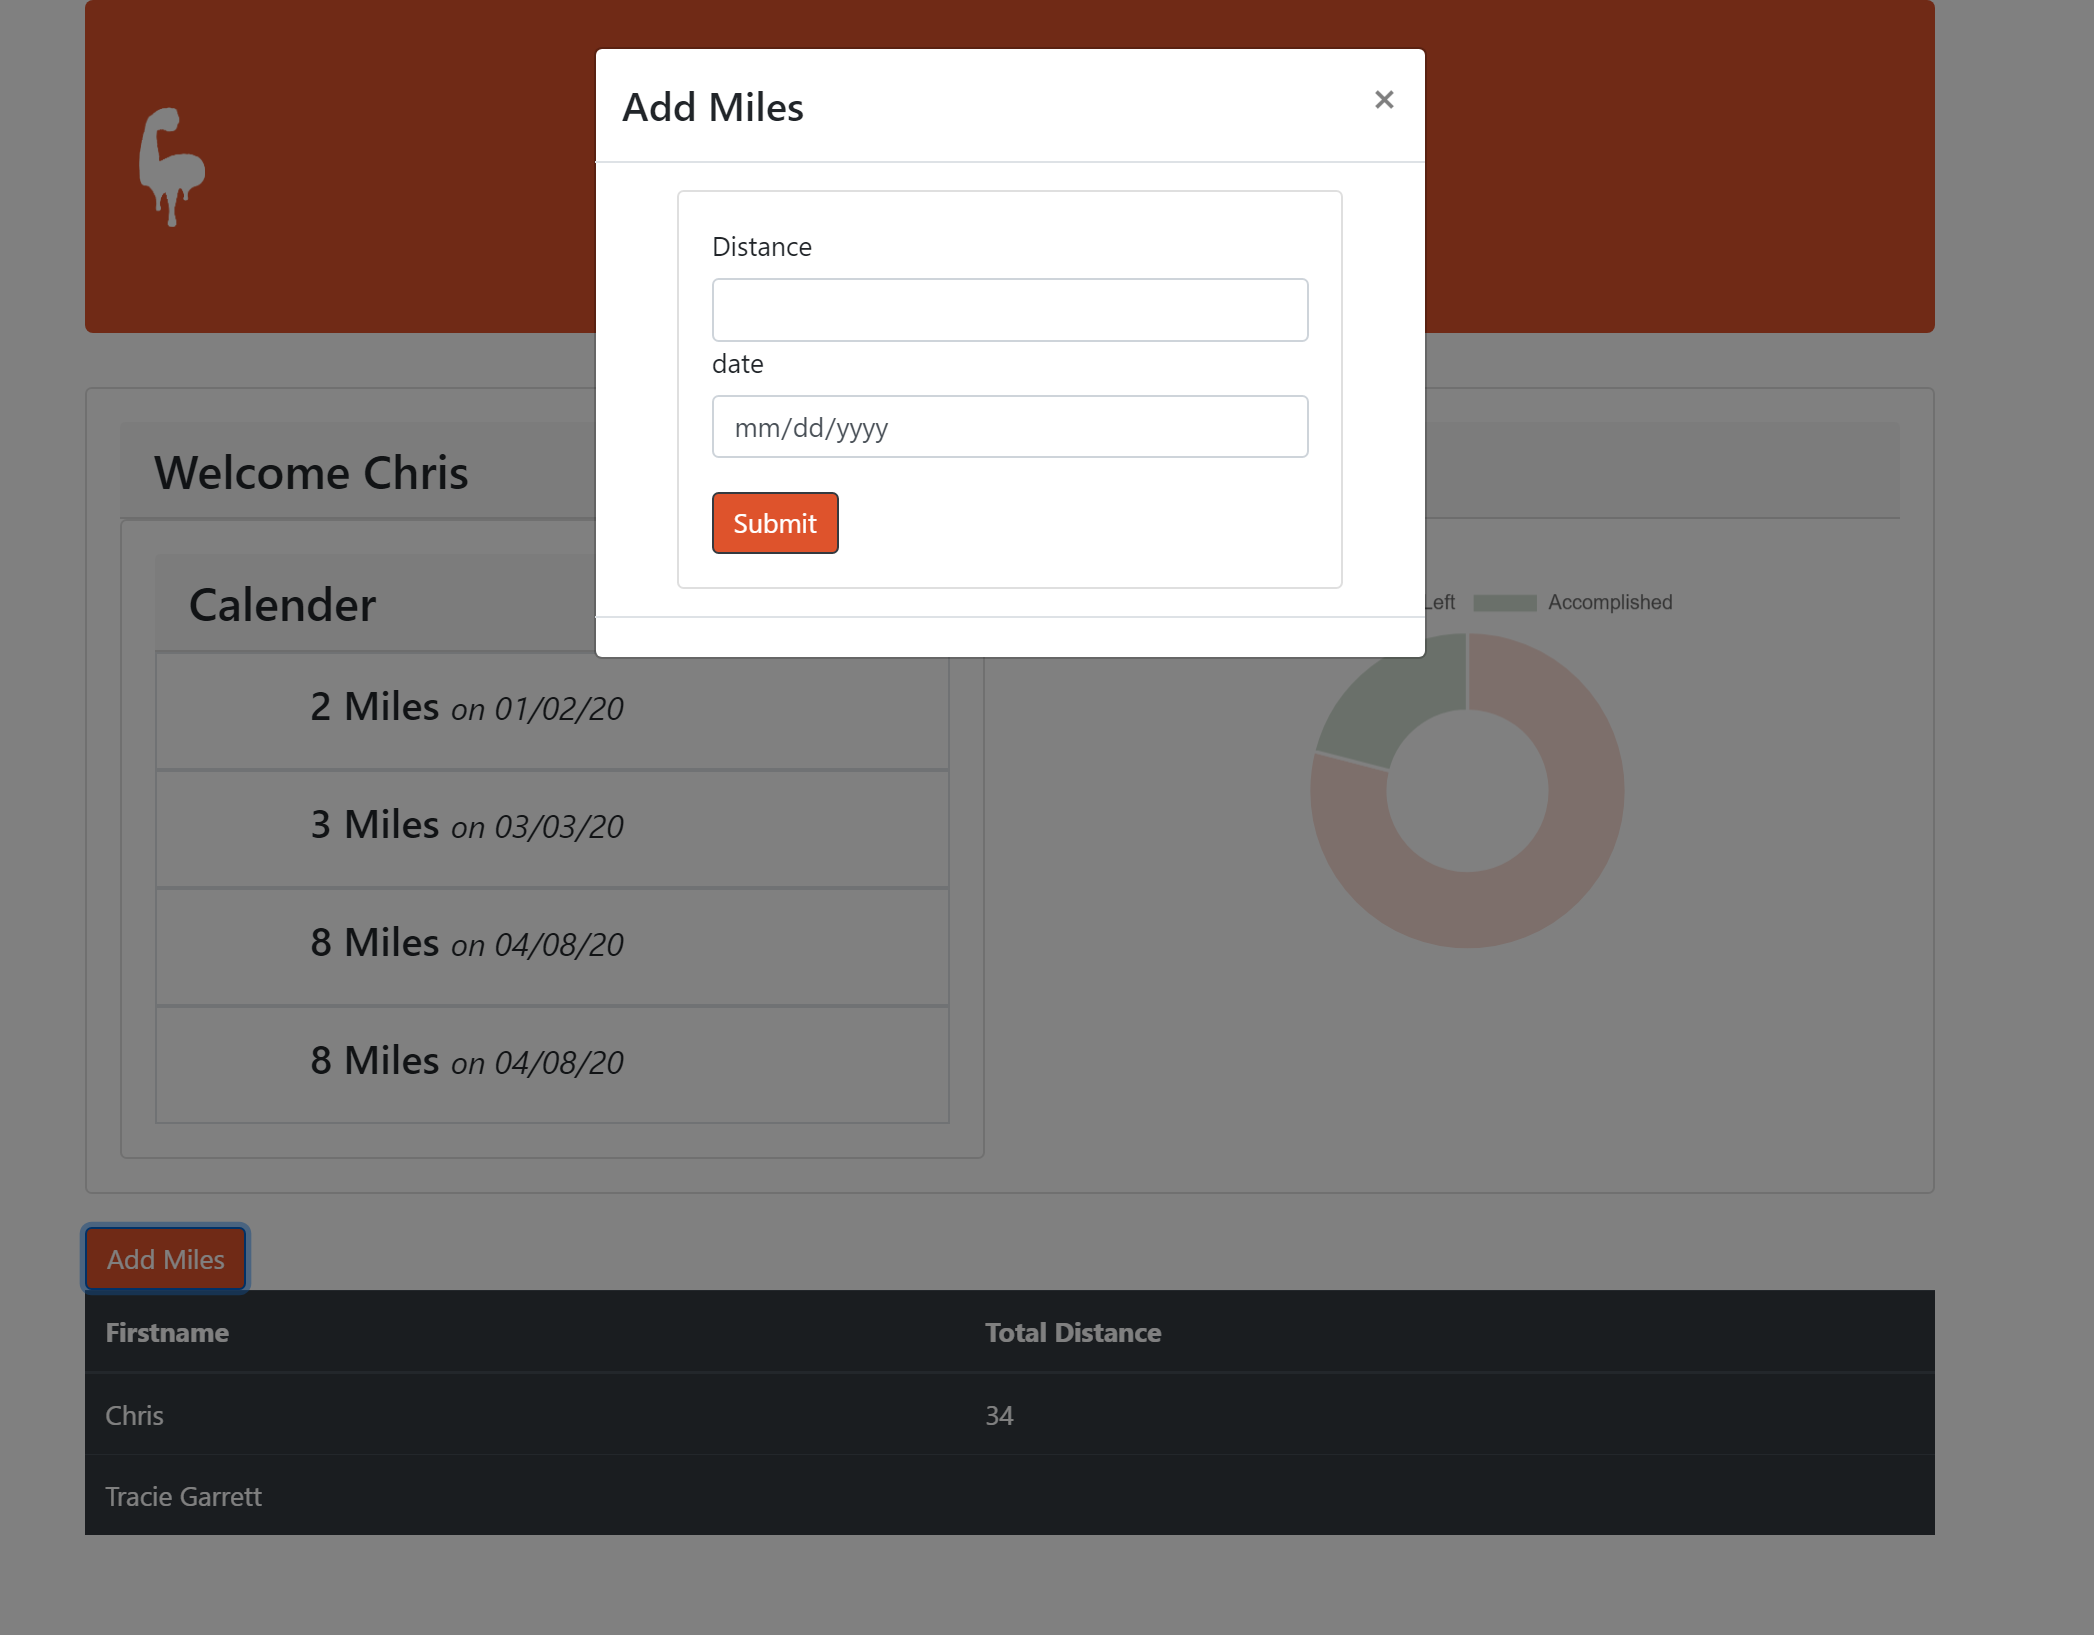 Add Miles
×
Distance
date
mm/dd/yyyy
Submit
Welcome Chris
Calender
2 Miles on 01/02/20
3 Miles on 03/03/20
8 Miles on 04/08/20
8 Miles on 04/08/20
Left Accomplished
Add Miles
Firstname Total Distance
Chris 34
Tracie Garrett